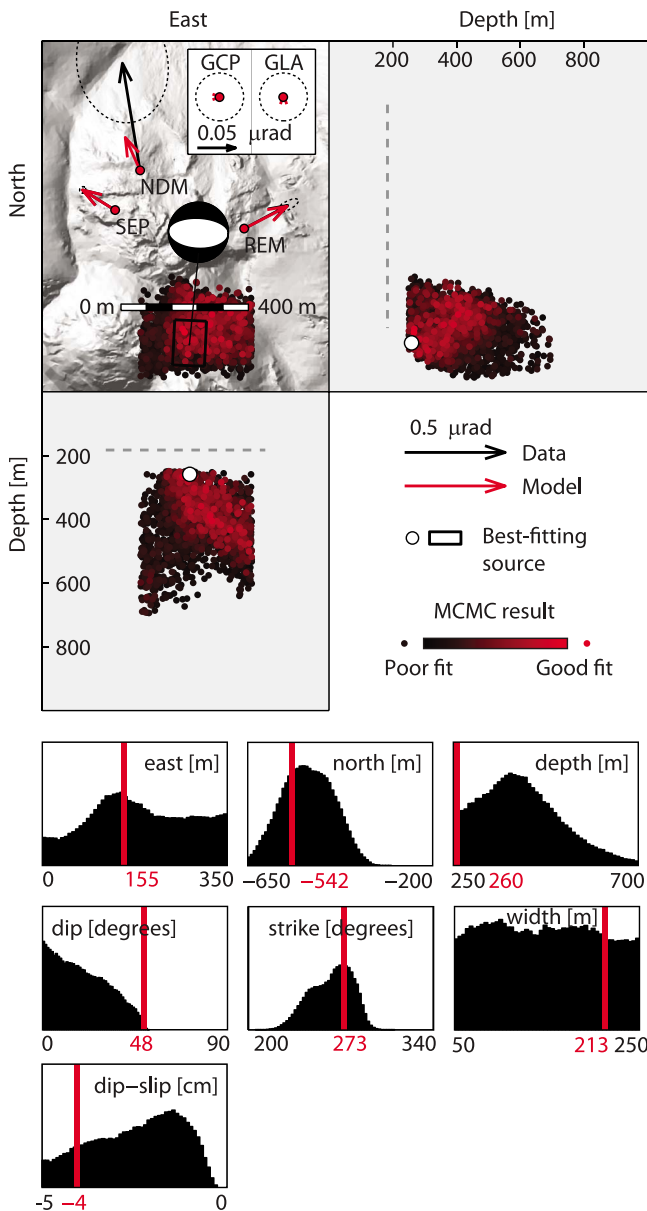 East
Depth [m]
200 400 600 800
North
GCP GLA
0.05 μrad
NDM
SEP
REM
0 m 400 m
Depth [m]
200
400
600
800
0.5 μrad
Data
Model
Best-fitting
source
MCMC result
Poor fit Good fit
east [m]
0 155 350
north [m]
−650 −542 −200
depth [m]
250 260 700
dip [degrees]
0 48 90
strike [degrees]
200 273 340
width [m]
50 213 250
dip−slip [cm]
-5 −4 0